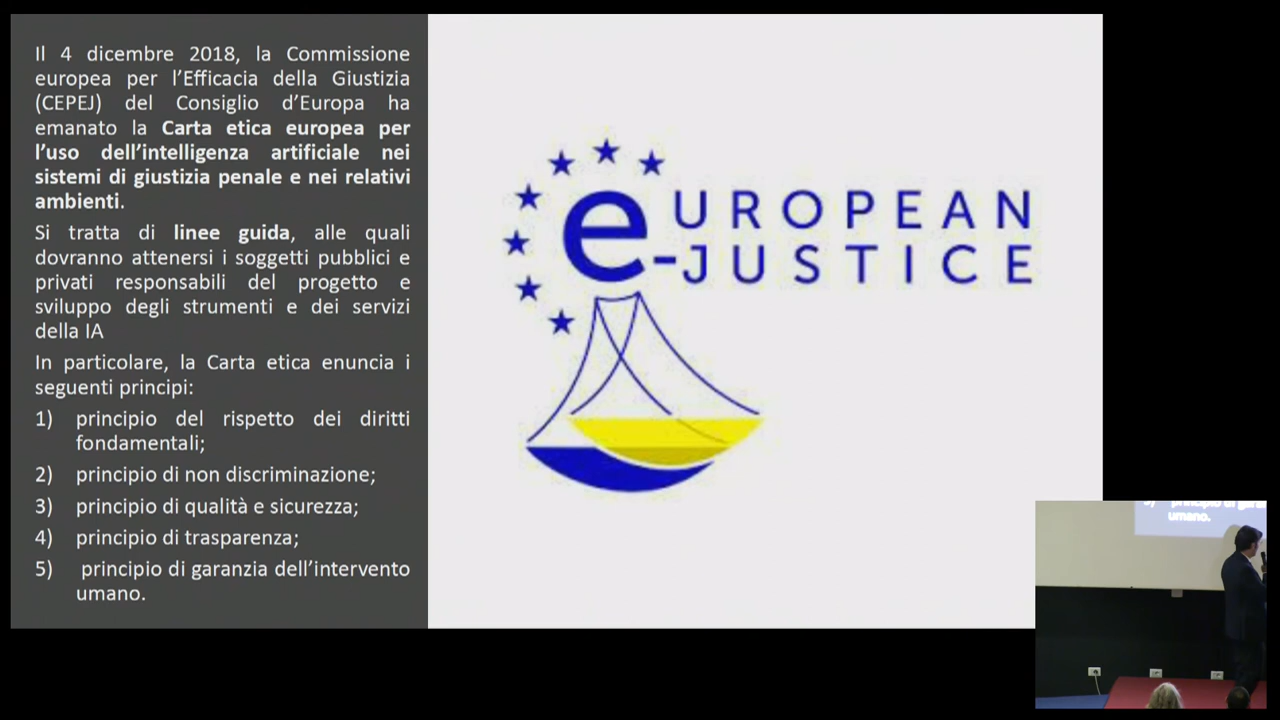 Il 4 dicembre 2018, la Commissione
europea per l’Efficacia della Giustizia
(CEPEJ) del Consiglio d’Europa ha
emanato la Carta etica europea per
l’uso dell’intelligenza artificiale nei
sistemi di giustizia penale e nei relativi
ambienti.
Si tratta di linee guida, alle quali
dovranno attenersi i soggetti pubblici e
privati responsabili del progetto e
sviluppo degli strumenti e dei servizi
della IA
In particolare, la Carta etica enuncia i
seguenti principi:
1) principio del rispetto dei diritti
fondamentali;
2) principio di non discriminazione;
3) principio di qualità e sicurezza;
4) principio di trasparenza;
5) principio di garanzia dell’intervento
umano.
eUROPEAN
e-JUSTICE
umano.